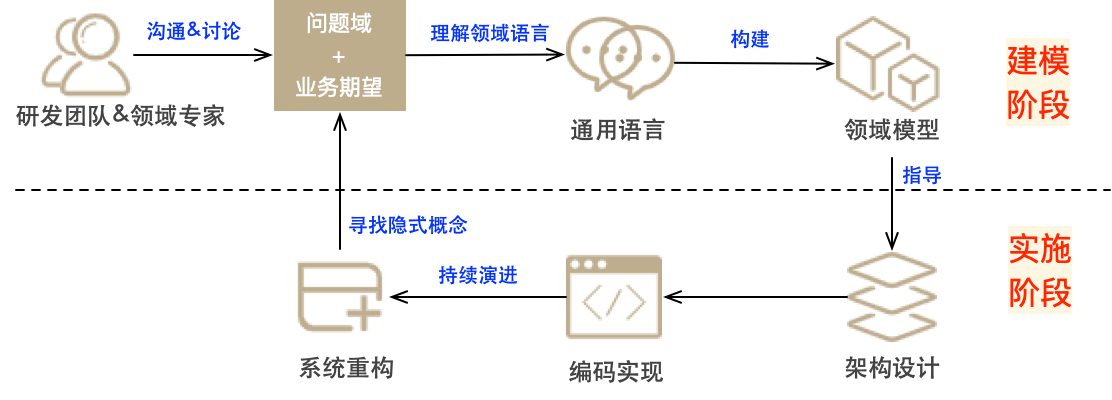 沟通&讨论
问题域
+
业务期望
理解领域语言
构建
建模
阶段
研发团队&领域专家
通用语言
领域模型
指导
寻找隐式概念
实施
阶段
持续演进
系统重构
编码实现
架构设计